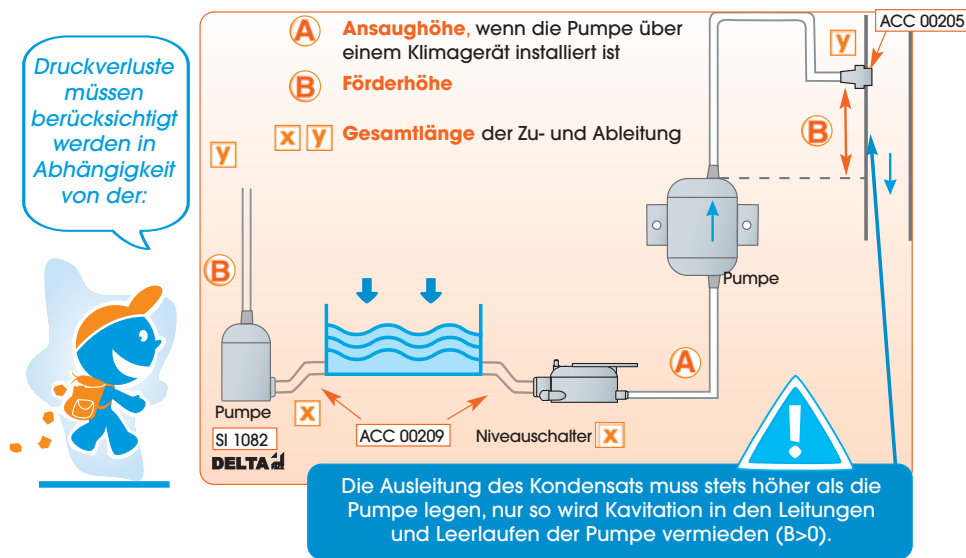 Druckverluste
müssen
berücksichtigt
werden in
Abhängigkeit
von der:
A Ansaughöhe, wenn die Pumpe über
einem Klimagerät installiert ist
B Förderhöhe
x y Gesamtlänge der Zu- und Ableitung
ACC 00205
y
B
y
B
Pumpe
A
Pumpe
x
SI 1082
DELTA
ACC 00209
Niveauschalter x
Die Ausleitung des Kondensats muss stets höher als die
Pumpe legen, nur so wird Kavitation in den Leitungen
und Leerlaufen der Pumpe vermieden (B>0).